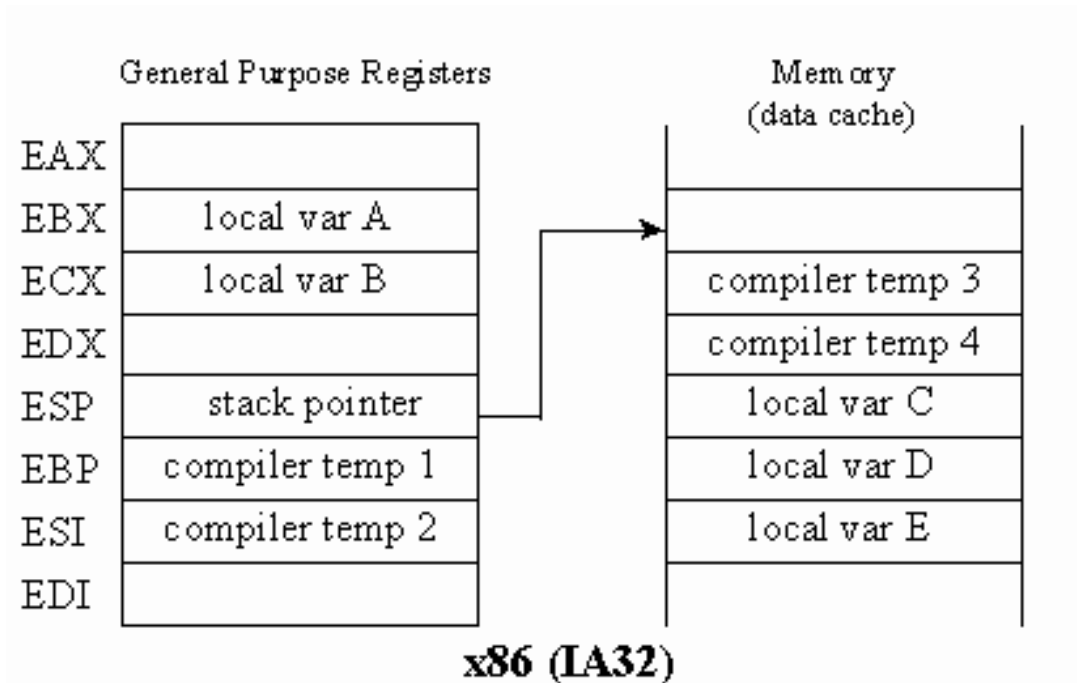 General Purpose Registers
Memory
(data cache)
EAX
EBX local var A
ECX local var B
EDX
ESP stack pointer
EBP compiler temp 1
ESI compiler temp 2
EDI
compiler temp 3
compiler temp 4
local var C
local var D
local var E
x86 (IA32)